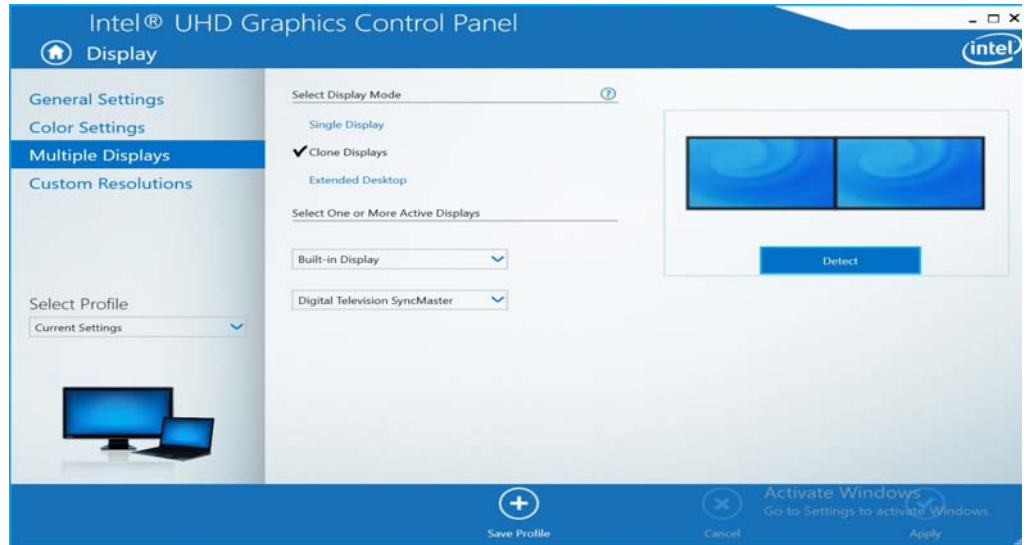 Intel® UHD Graphics Control Panel
intel
Display
General Settings
Color Settings
Multiple Displays
Custom Resolutions
Select Profile
Current Settings
Select Display Mode
?
Single Display
Clone Displays
Extended Desktop
Select One or More Active Displays
Built-in Display
Digital Television SyncMaster
Detect
Save Profile
Cancel
Apply
Activate Windows
Go to Settings to activate Windows.